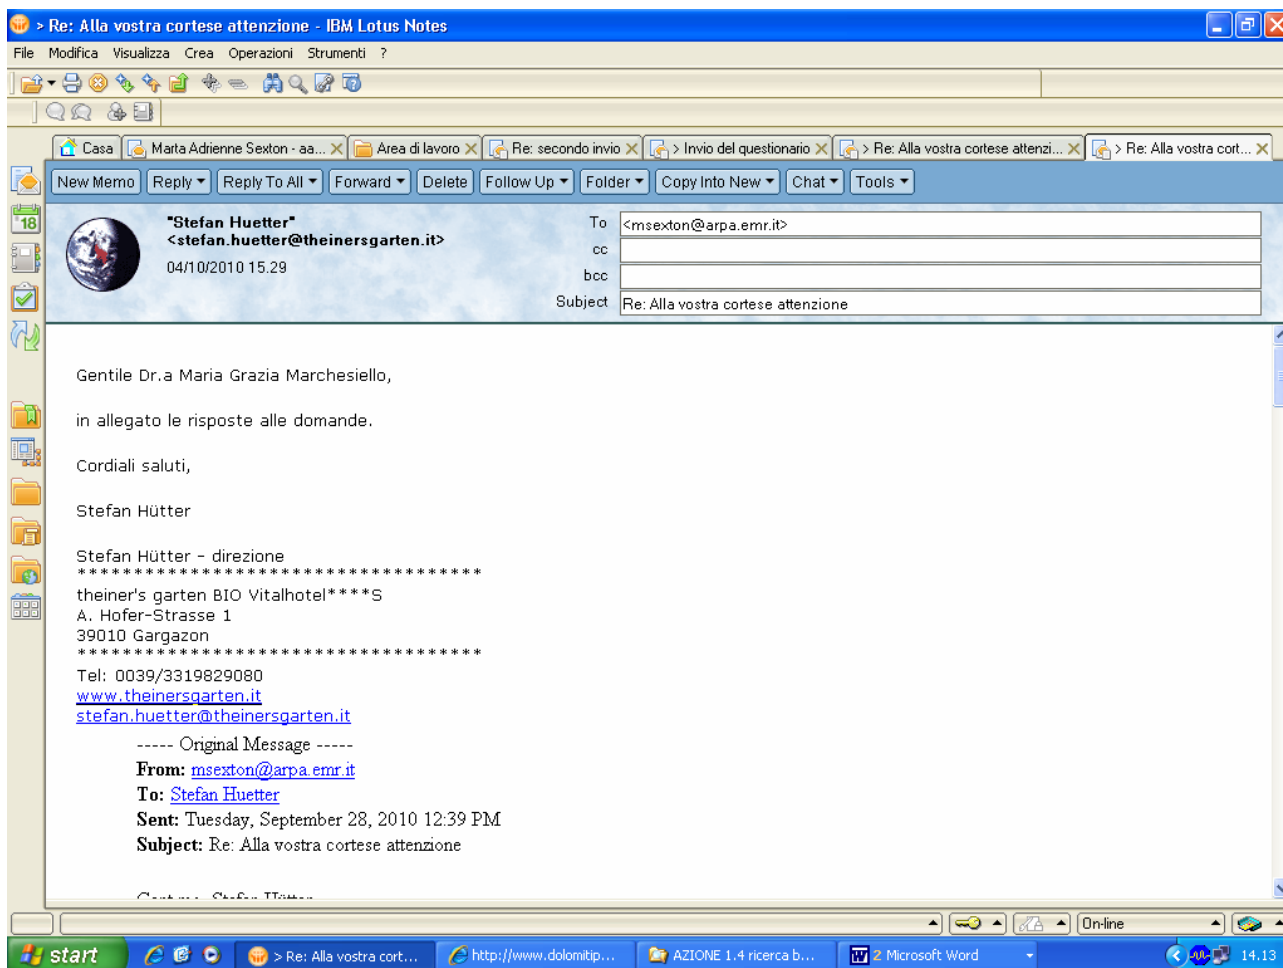 > Re: Alla vostra cortese attenzione - IBM Lotus Notes
File Modifica Visualizza Crea Operazioni Strumenti ?
Casa Marta Adrienne Sexton - aa... Area di lavoro Re: secondo invio > Invio del questionario > Re: Alla vostra cortese attenzi... > Re: Alla vostra cort...
New Memo Reply Reply To All Forward Delete Follow Up Folder Copy Into New Chat Tools
18
"Stefan Huetter"
<stefan.huetter@theinersgarten.it>
04/10/2010 15.29
To <msexton@arpa.emr.it>
cc
bcc
Subject Re: Alla vostra cortese attenzione
Gentile Dr.a Maria Grazia Marchesiello,
in allegato le risposte alle domande.
Cordiali saluti,
Stefan Hütter
Stefan Hütter - direzione
************************************
theiner's garten BIO Vitalhotel****S
A. Hofer-Strasse 1
39010 Gargazon
************************************
Tel: 0039/3319829080
www.theinersgarten.it
stefan.huetter@theinersgarten.it
----- Original Message -----
From: msexton@arpa.emr.it
To: Stefan Huetter
Sent: Tuesday, September 28, 2010 12:39 PM
Subject: Re: Alla vostra cortese attenzione
Stefan Hütter
On-line
start > Re: Alla vostra cort... http://www.dolomitip... AZIONE 1.4 ricerca b... 2 Microsoft Word 14.13